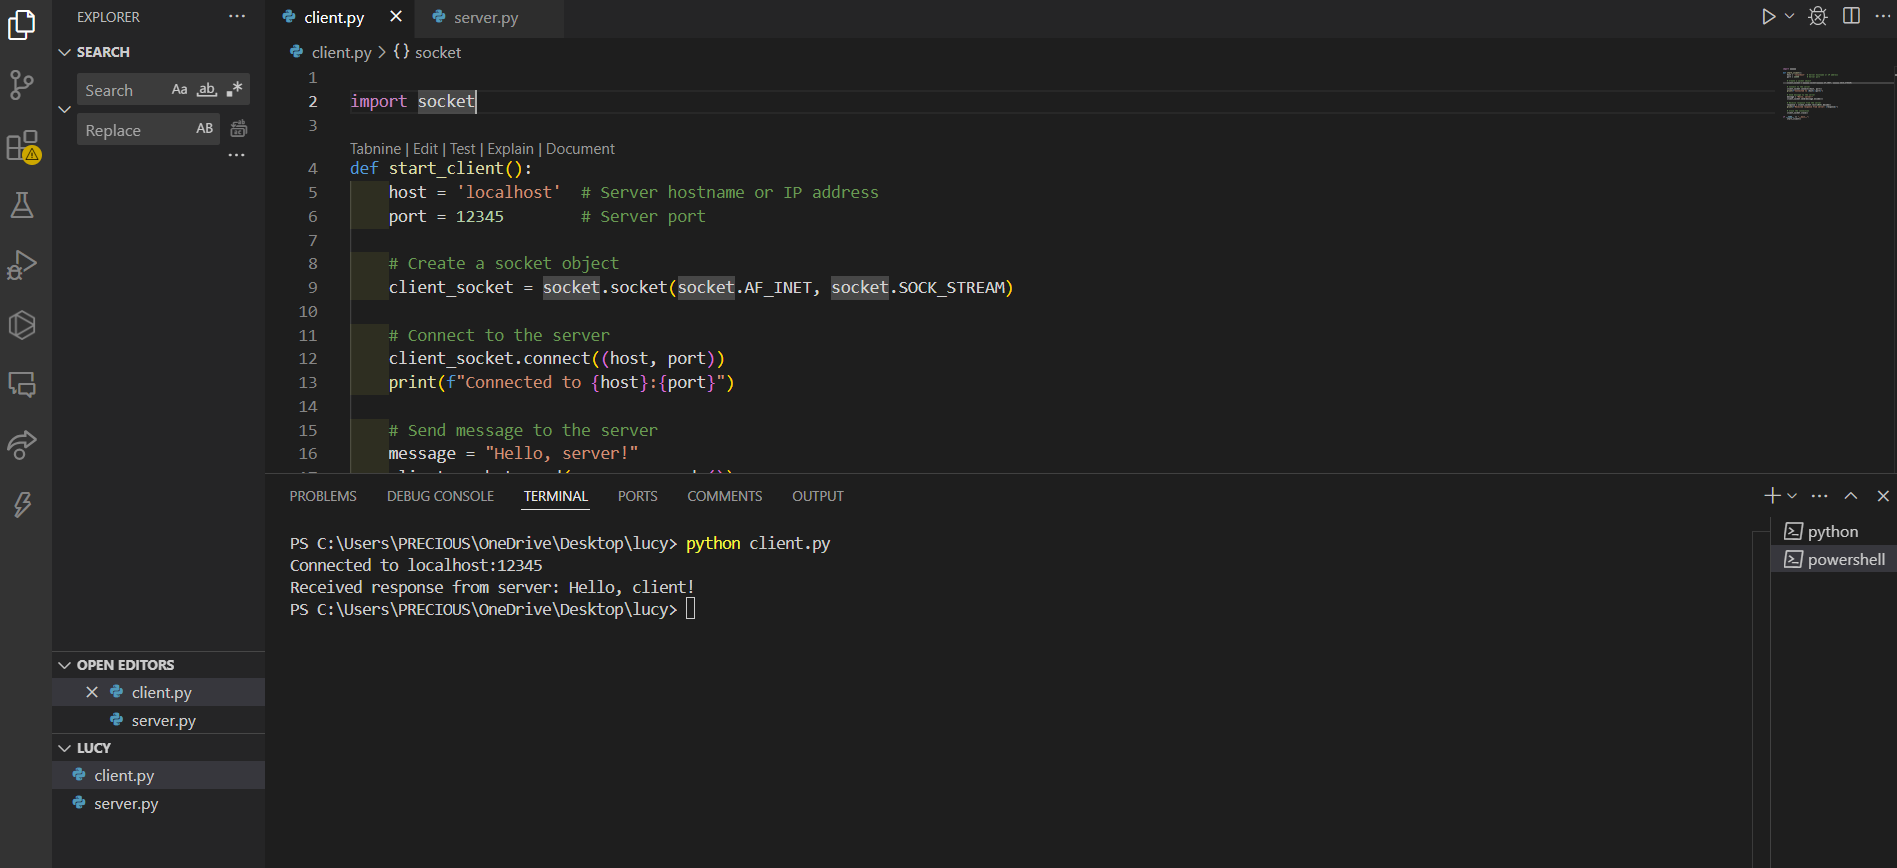 EXPLORER
SEARCH
Search Aa ab
Replace AB
client.py
server.py
client.py > {} socket
1
2 import socket
3
Tabnine | Edit | Test | Explain | Document
4 def start_client():
5 host = 'localhost' # Server hostname or IP address
6 port = 12345 # Server port
7
8 # Create a socket object
9 client_socket = socket.socket(socket.AF_INET, socket.SOCK_STREAM)
10
11 # Connect to the server
12 client_socket.connect((host, port))
13 print(f"Connected to {host}:{port}")
14
15 # Send message to the server
16 message = "Hello, server!"
PROBLEMS DEBUG CONSOLE TERMINAL PORTS COMMENTS OUTPUT
PS C:\Users\PRECIOUS\OneDrive\Desktop\lucy> python client.py
Connected to localhost:12345
Received response from server: Hello, client!
PS C:\Users\PRECIOUS\OneDrive\Desktop\lucy>
python
powershell
OPEN EDITORS
client.py
server.py
LUCY
client.py
server.py